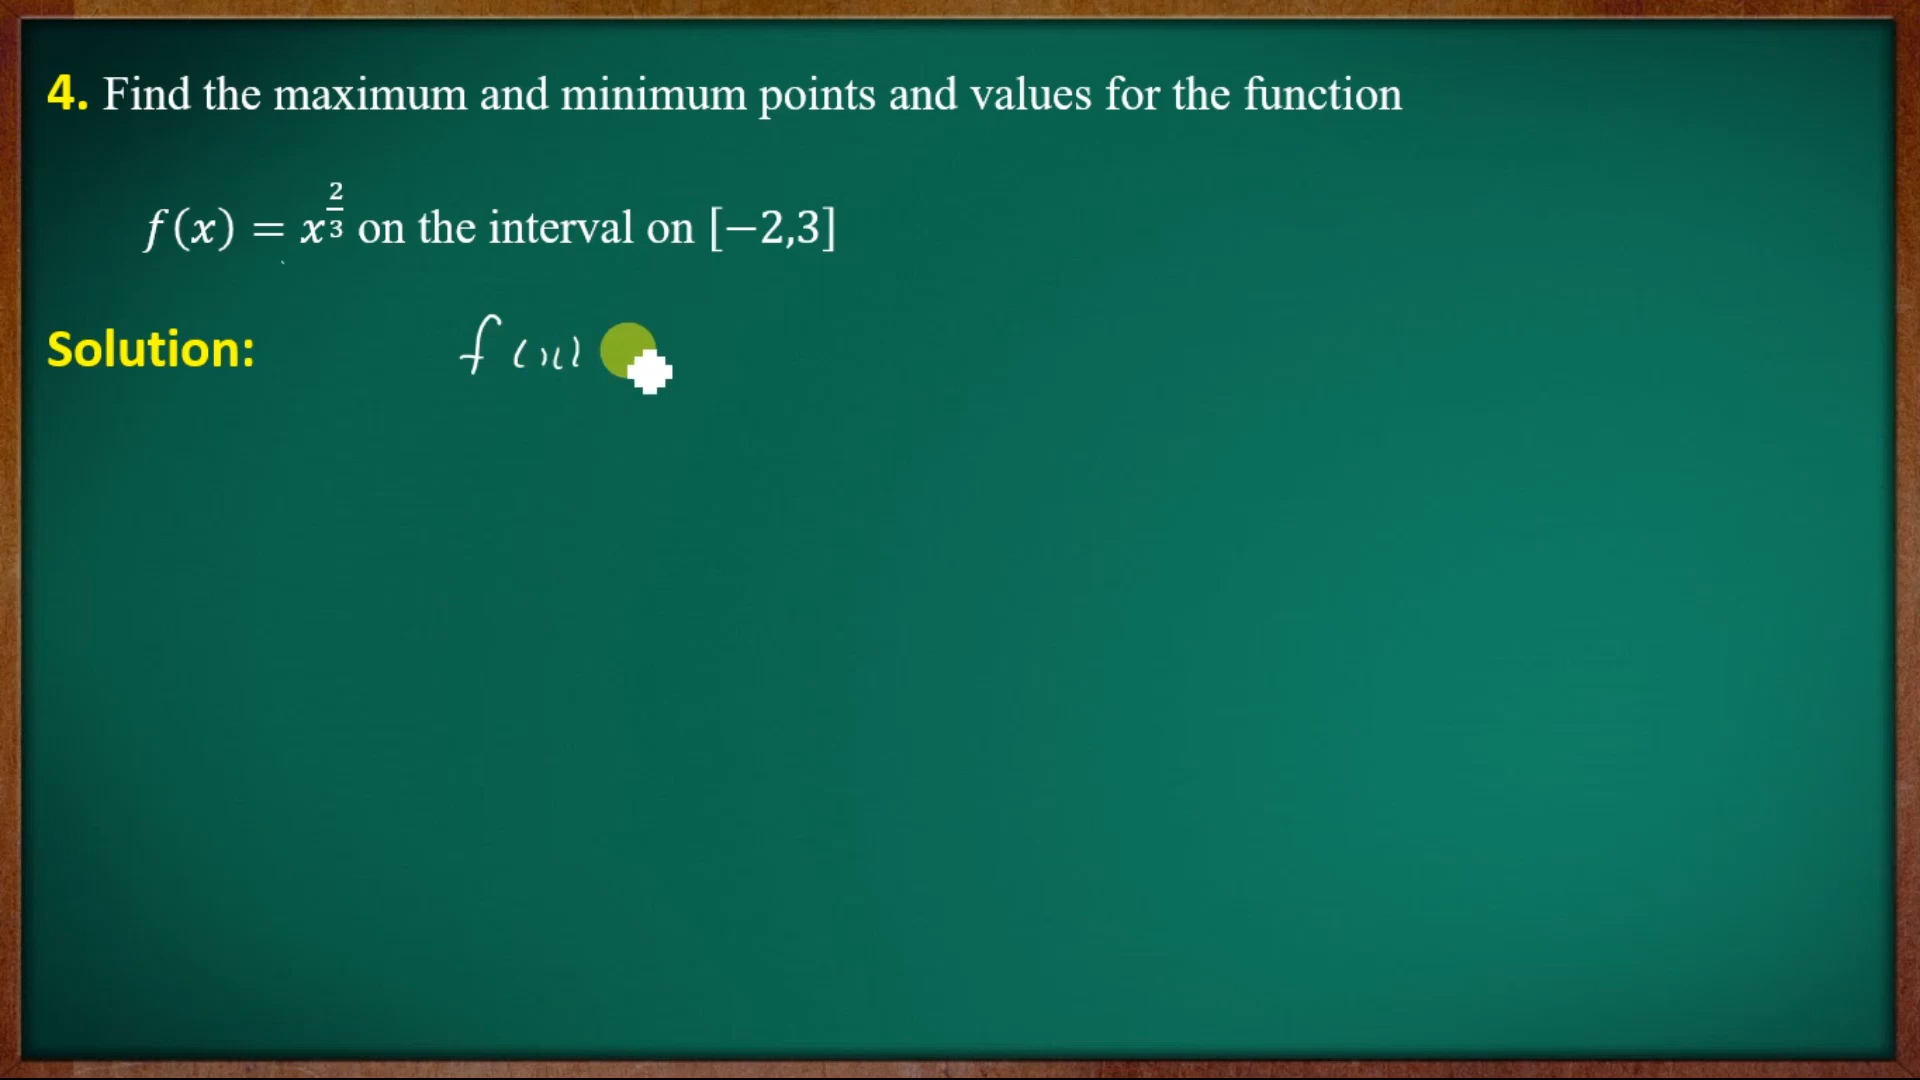 4. Find the maximum and minimum points and values for the function
f(x) = x^{2/3} on the interval on [−2,3]
Solution: f(x)